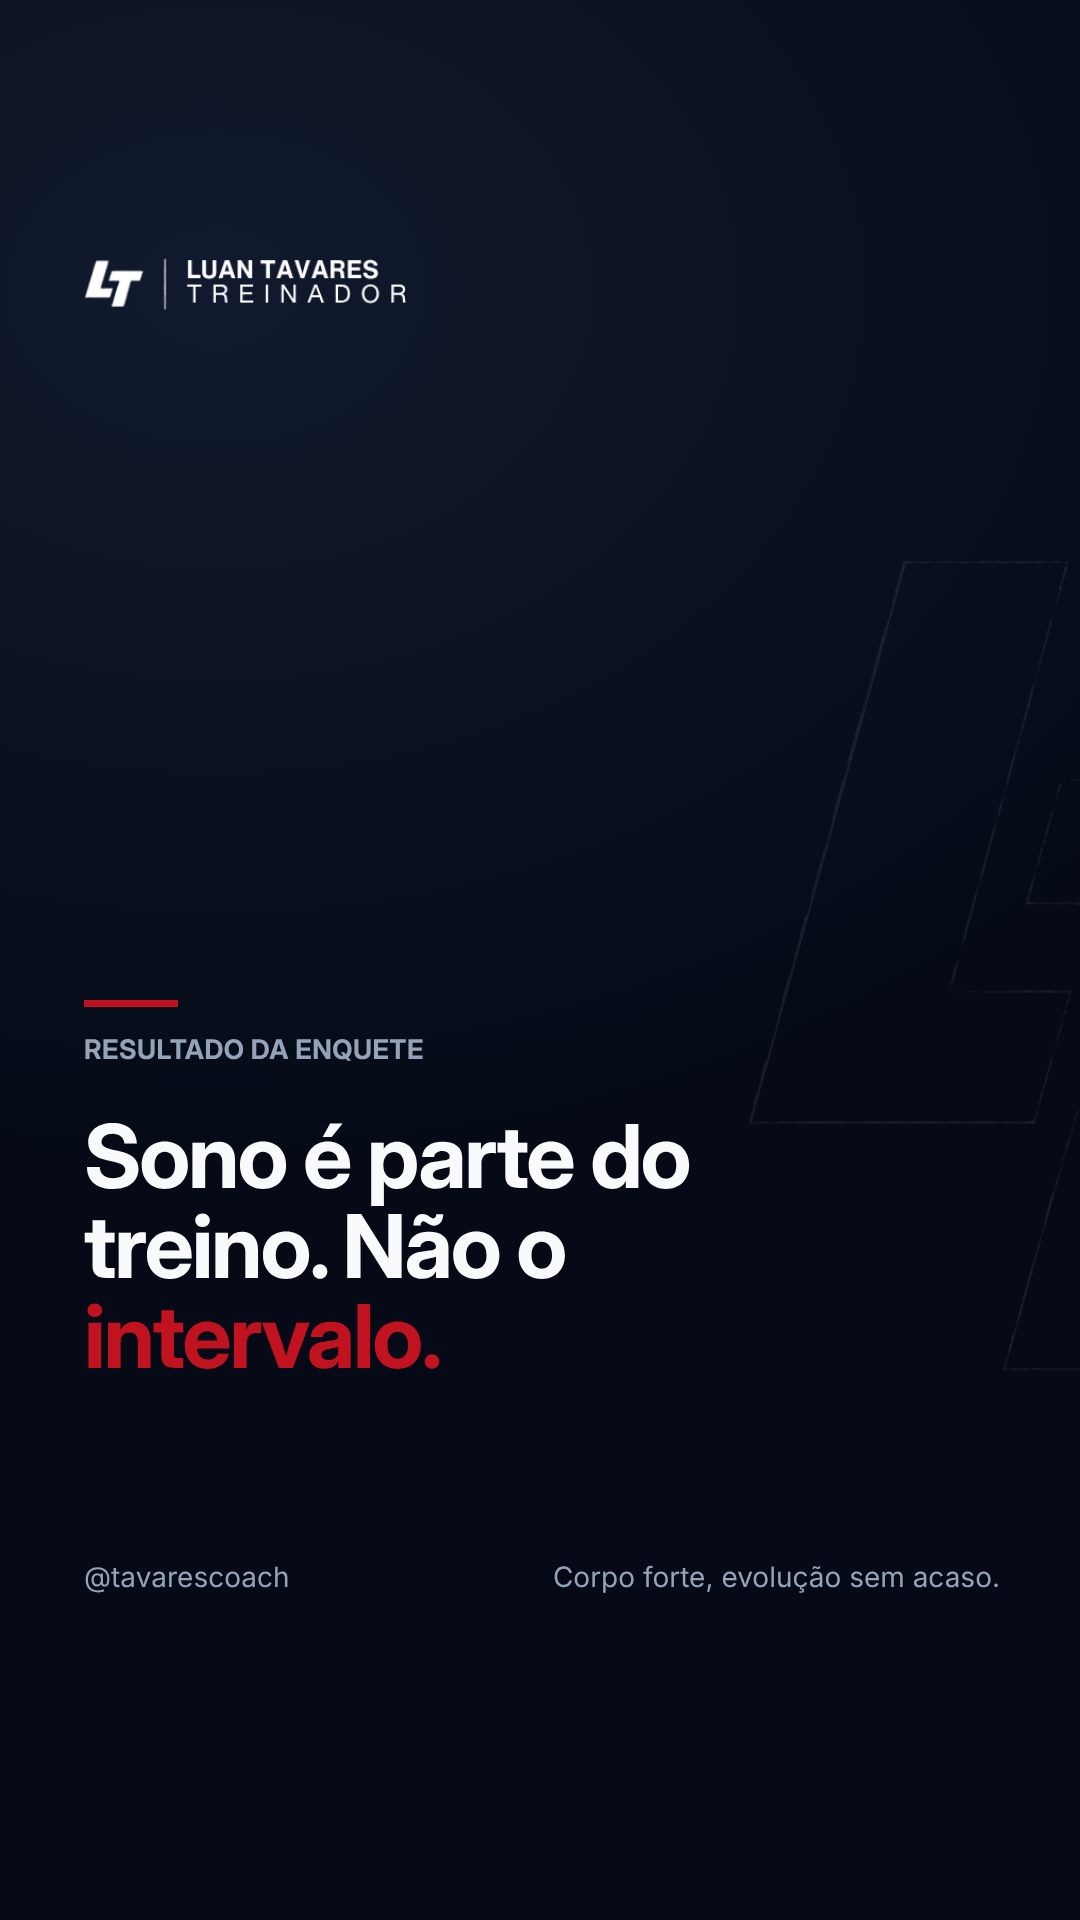 LT
LUAN TAVARES
TREINADOR
RESULTADO DA ENQUETE
Sono é parte do
treino. Não o
intervalo.
@tavarescoach
Corpo forte, evolução sem acaso.